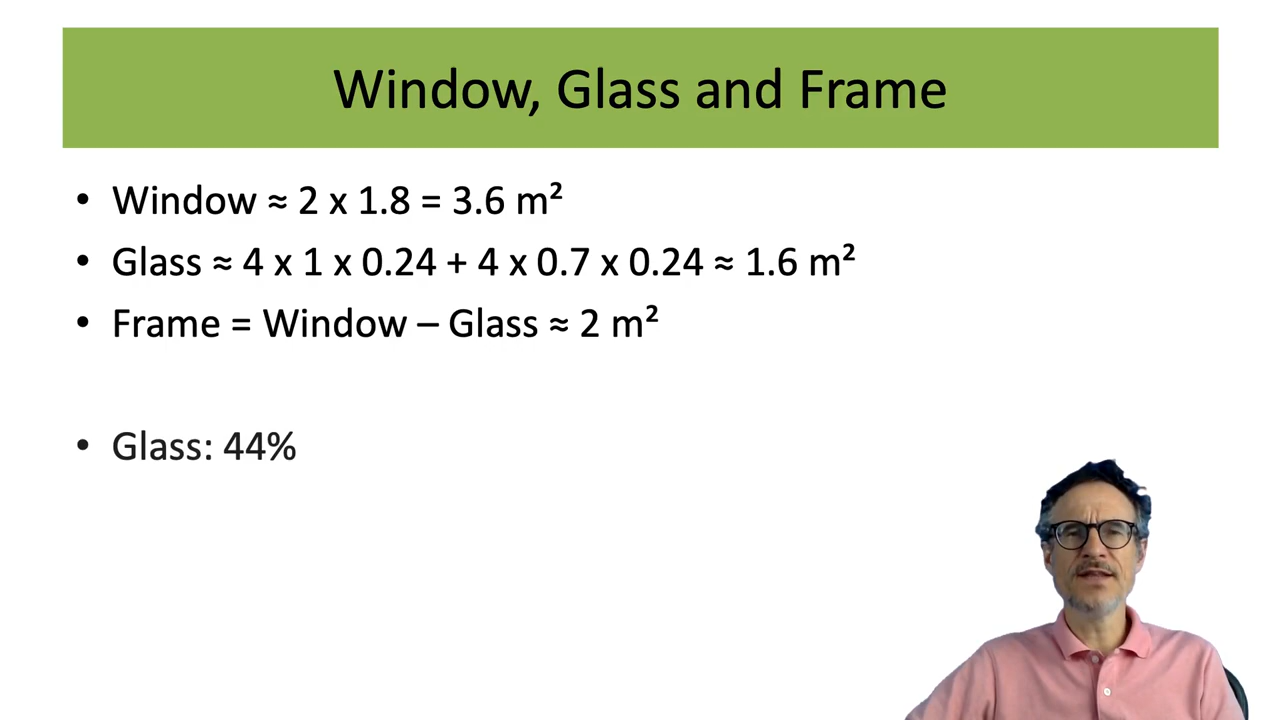 Window, Glass and Frame
• Window ≈ 2 x 1.8 = 3.6 m²
• Glass ≈ 4 x 1 x 0.24 + 4 x 0.7 x 0.24 ≈ 1.6 m²
• Frame = Window – Glass ≈ 2 m²
• Glass: 44%